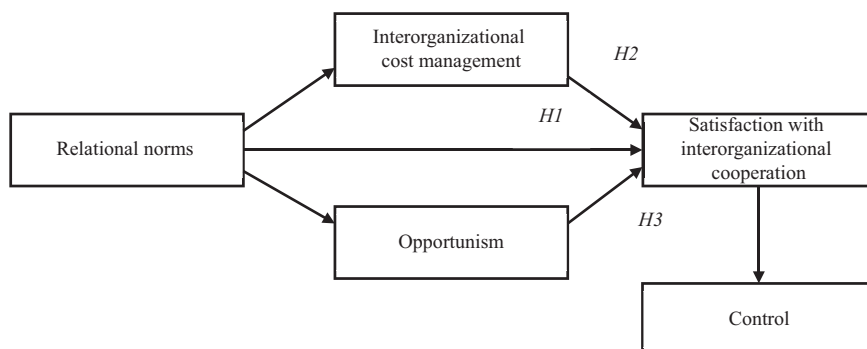 Interorganizational
cost management
H2
H1
Relational norms
Satisfaction with
interorganizational
cooperation
Opportunism
H3
Control